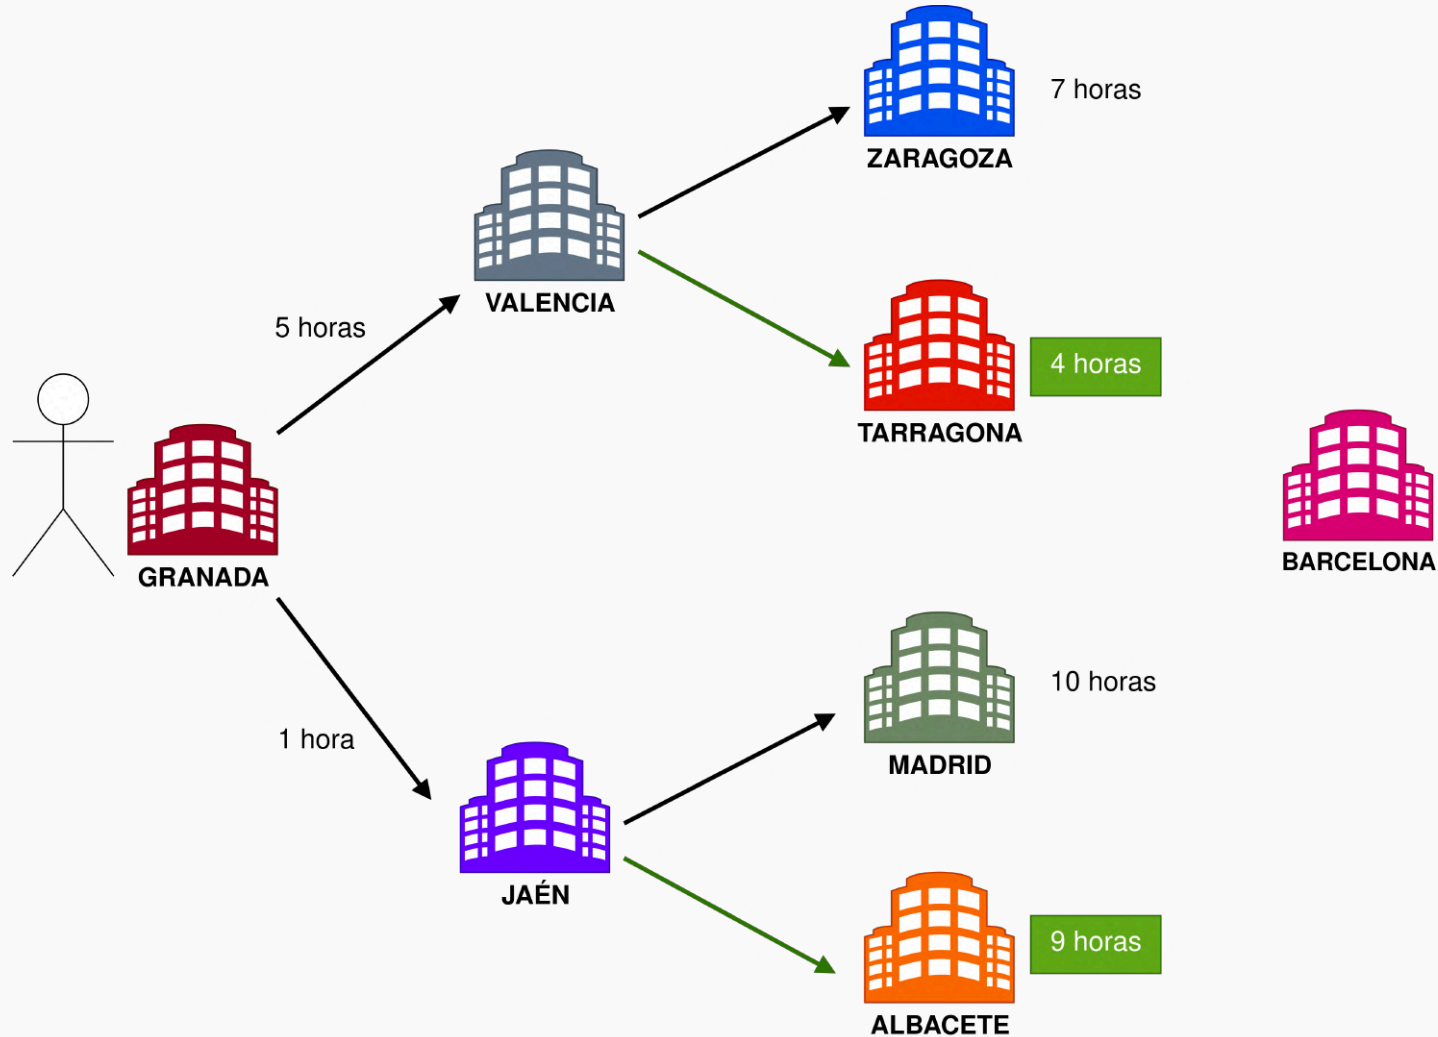 7 horas
ZARAGOZA
VALENCIA
5 horas
4 horas
TARRAGONA
BARCELONA
GRANADA
10 horas
1 hora
MADRID
JAÉN
9 horas
ALBACETE